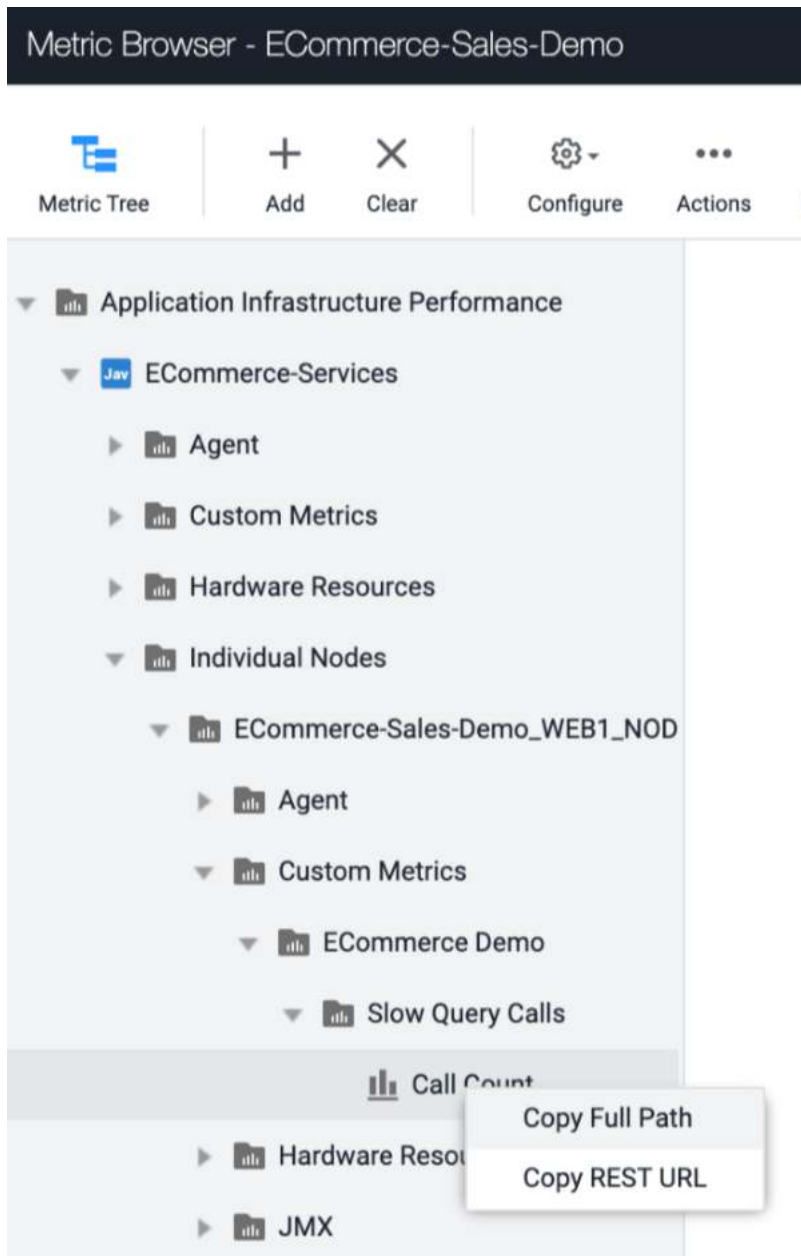 Metric Browser - ECommerce-Sales-Demo
Metric Tree
Add
Clear
Configure
Actions
Application Infrastructure Performance
Jav ECommerce-Services
Agent
Custom Metrics
Hardware Resources
Individual Nodes
ECommerce-Sales-Demo_WEB1_NOD
Agent
Custom Metrics
ECommerce Demo
Slow Query Calls
Call Count
Copy Full Path
Hardware Resou
Copy REST URL
JMX